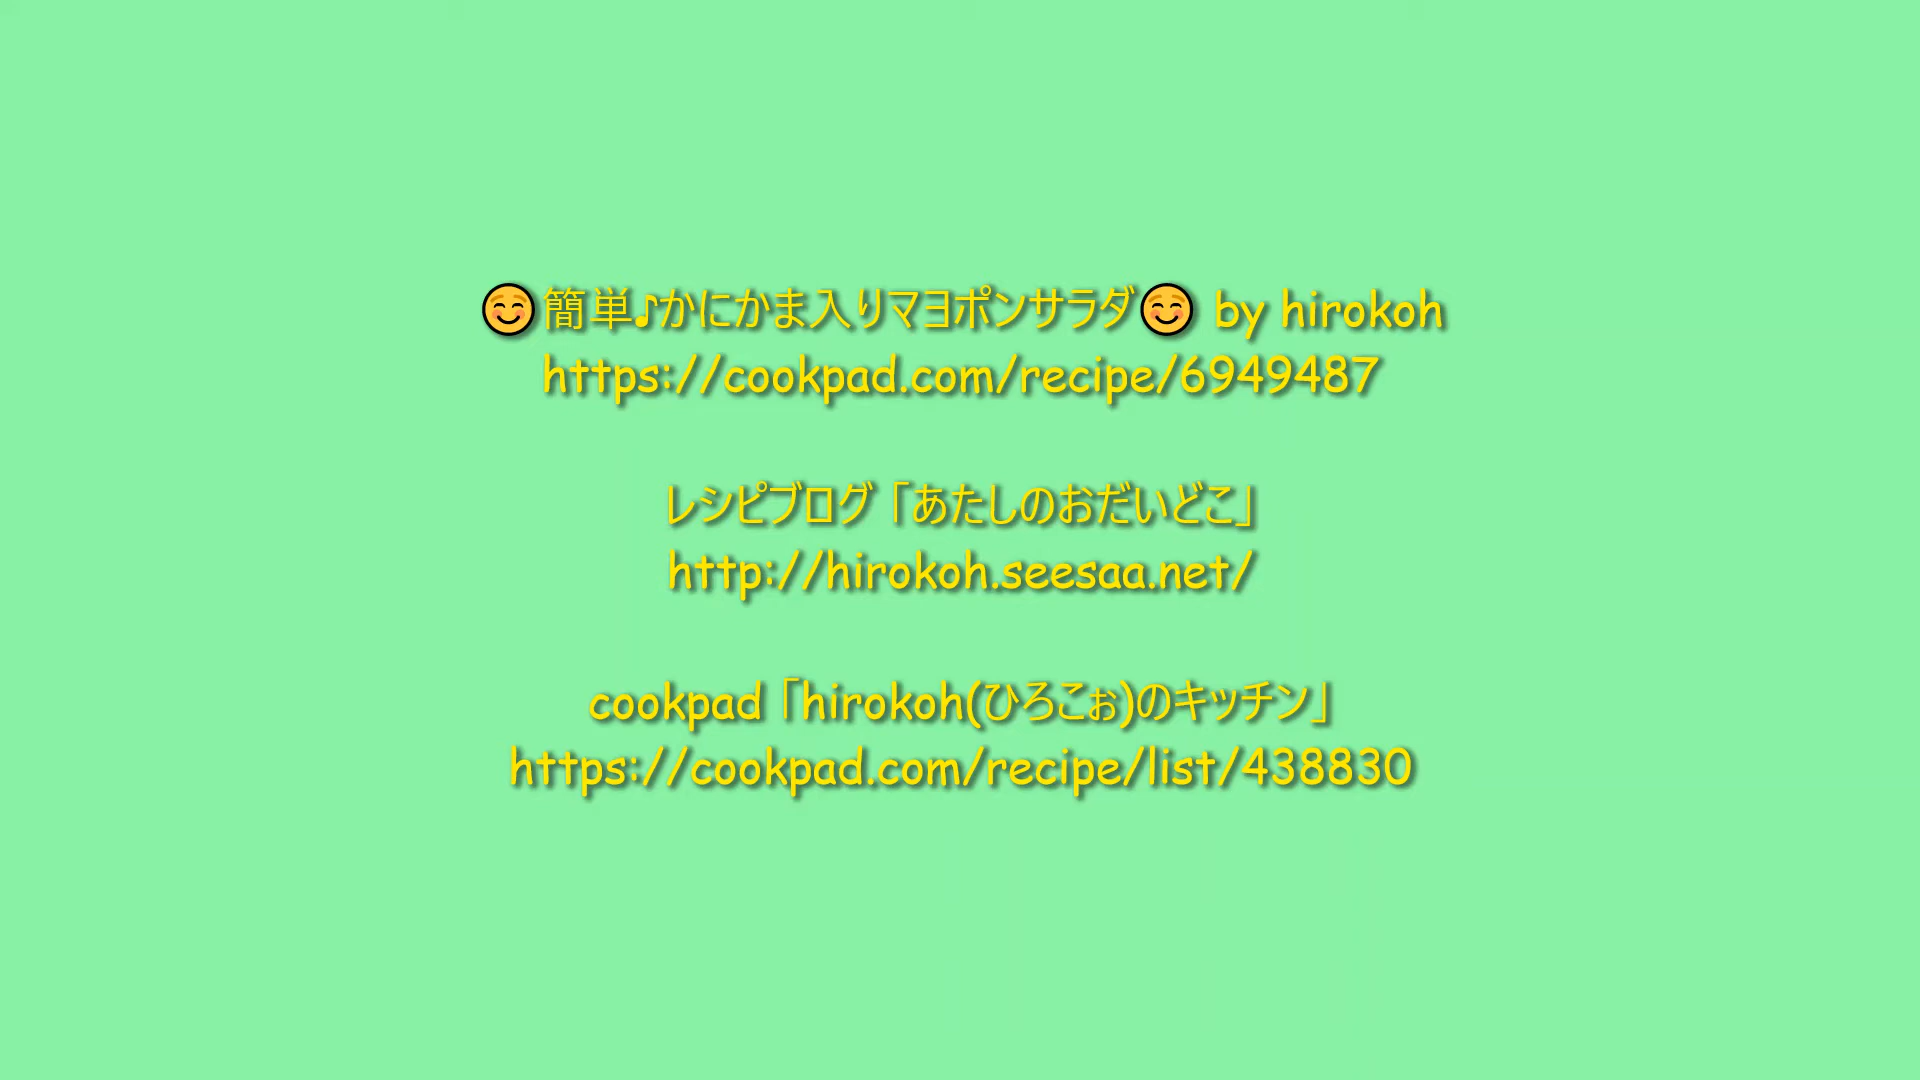 😊簡単♪かにかま入りマヨポンサラダ😊 by hirokoh
https://cookpad.com/recipe/6949487
レシピブログ「あたしのおだいどこ」
http://hirokoh.seesaa.net/
cookpad「hirokoh(ひろこぉ)のキッチン」
https://cookpad.com/recipe/list/438830